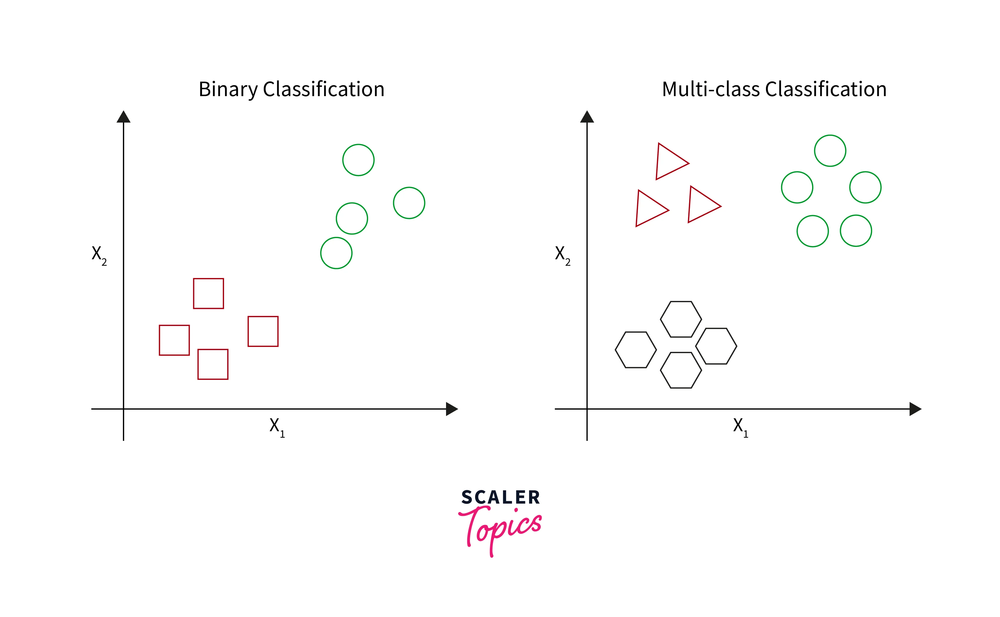 Binary Classification
Multi-class Classification
X₂
X₂
X₁
X₁
SCALER
Topics